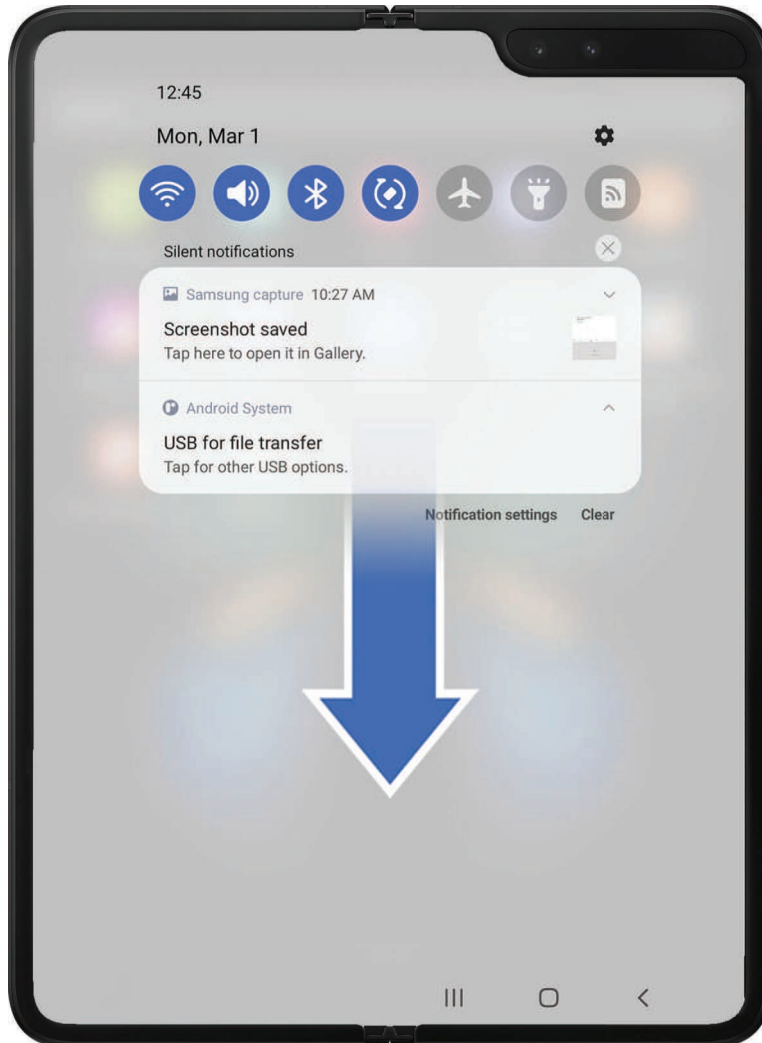 12:45
Mon, Mar 1
Silent notifications
Samsung capture 10:27 AM
Screenshot saved
Tap here to open it in Gallery.
Android System
USB for file transfer
Tap for other USB options.
Notification settings Clear